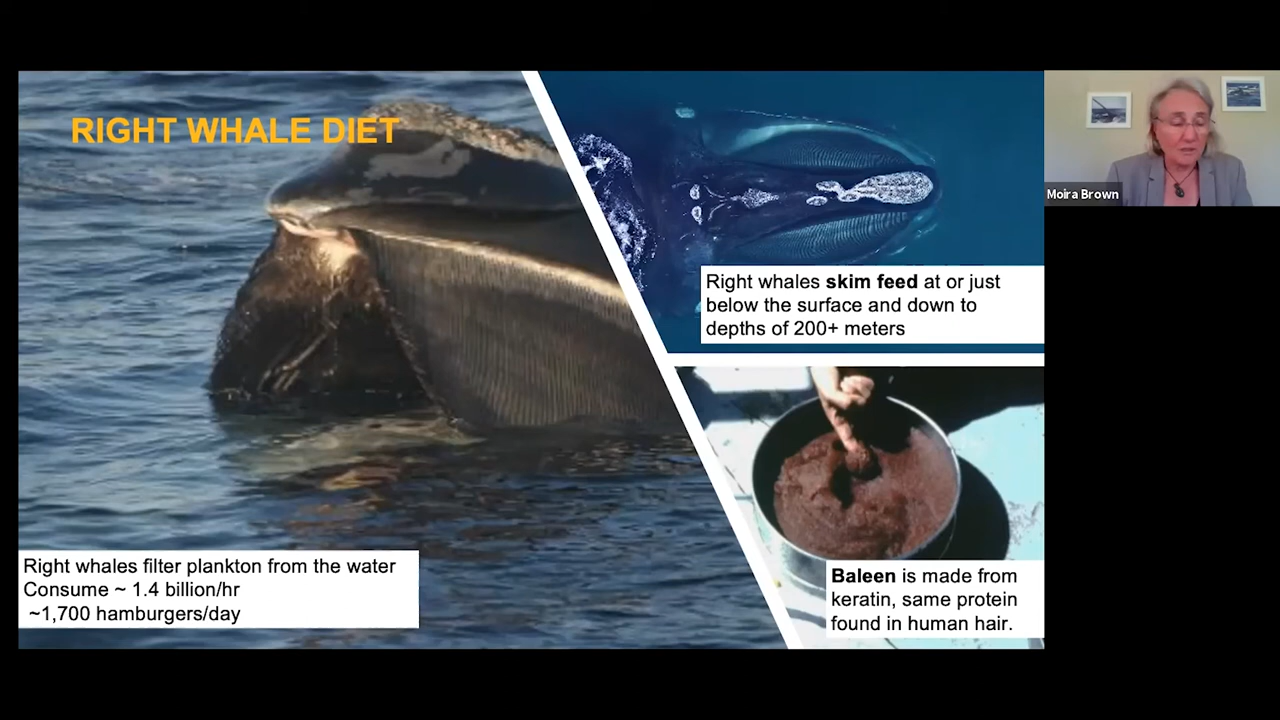 RIGHT WHALE DIET
Right whales skim feed at or just
below the surface and down to
depths of 200+ meters
Right whales filter plankton from the water
Consume ~ 1.4 billion/hr
~1,700 hamburgers/day
Baleen is made from
keratin, same protein
found in human hair.
Moira Brown